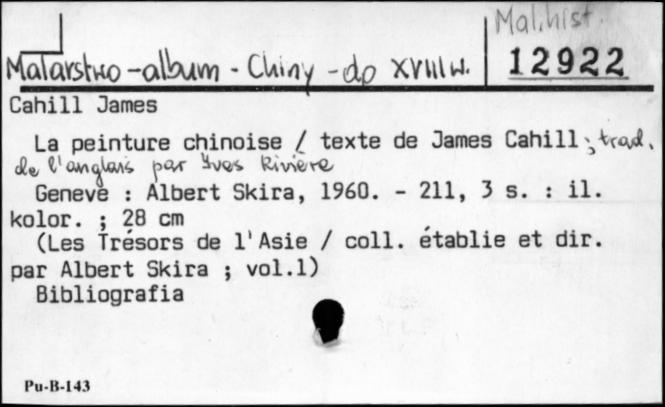 Mal. hist.
Malarstwo - album - Chiny - do XVIII w.
12922
Cahill James
La peinture chinoise / texte de James Cahill ; trad.
de l'anglais par Yves Rivière
Geneve : Albert Skira, 1960. - 211, 3 s. : il.
kolor. ; 28 cm
(Les Trésors de l'Asie / coll. établie et dir.
par Albert Skira ; vol.1)
Bibliografia
Pu-B-143